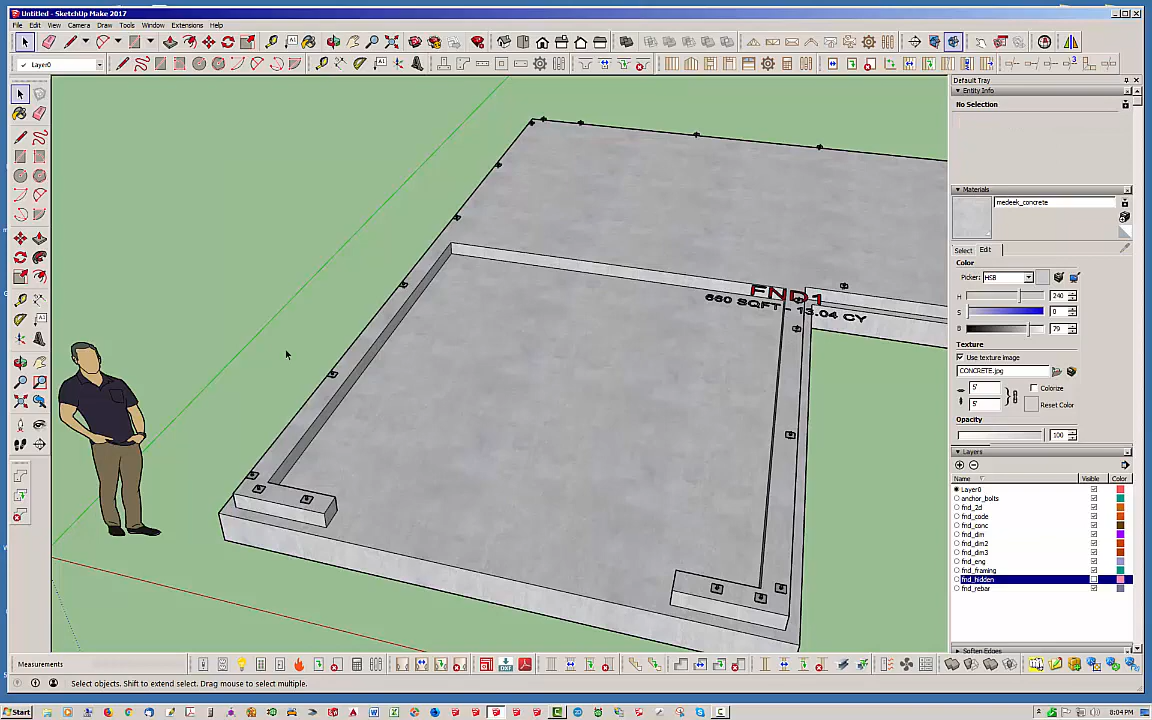 Untitled - SketchUp Make 2017
File Edit View Camera Draw Tools Window Extensions Help
Layer0
Default Tray
Entity Info
No Selection
Materials
medeek_concrete
Select Edit
Color
Picker: HSB
H 240
S 0
B 79
Texture
Use texture image
CONCRETE.jpg
5' Colorize
5' Reset Color
Opacity
100
Layers
Name Visible Color
Layer0
anchor_bolts
fnd_2d
fnd_code
fnd_conc
fnd_dim
fnd_dim2
fnd_dim3
fnd_eng
fnd_framing
fnd_hidden
fnd_rebar
Soften Edges
FND1
660 SQFT - 13.04 CY
Measurements
Select objects. Shift to extend select. Drag mouse to select multiple.
Start
8:04 PM